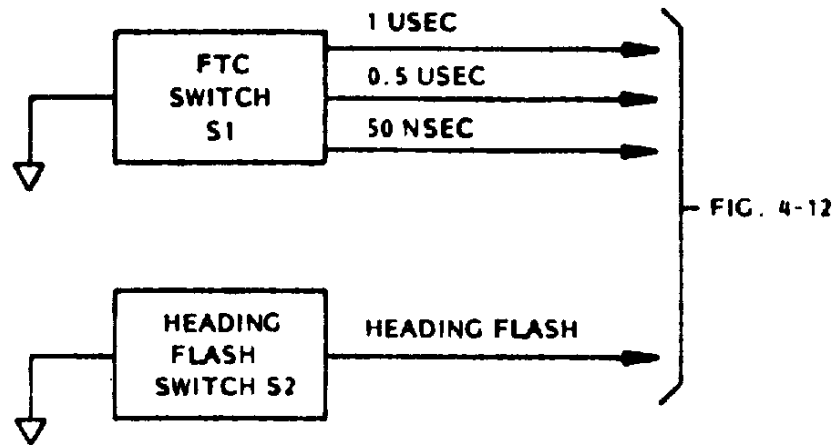 1 USEC
FTC
SWITCH
S1
0.5 USEC
50 NSEC
FIG. 4-12
HEADING
FLASH
SWITCH S2
HEADING FLASH